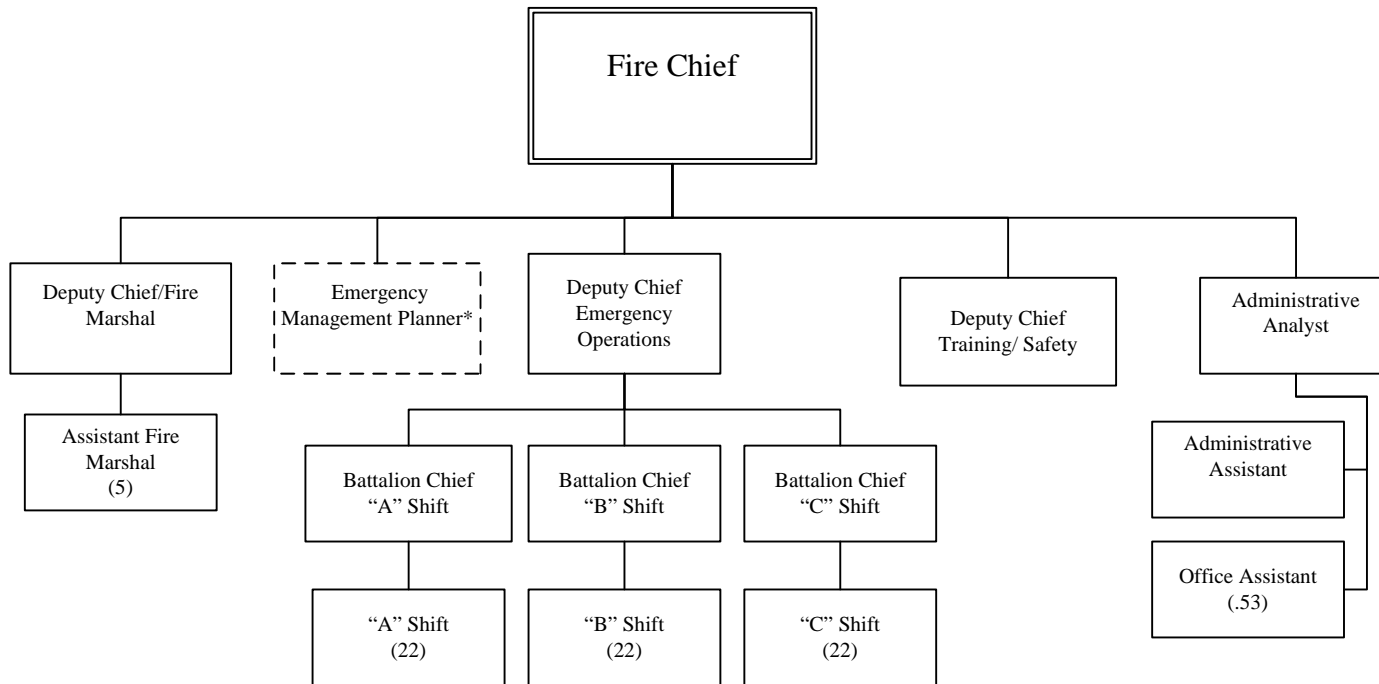 Fire Chief
Deputy Chief/Fire
Marshal
Emergency
Management Planner*
Deputy Chief
Emergency
Operations
Deputy Chief
Training/ Safety
Administrative
Analyst
Assistant Fire
Marshal
(5)
Battalion Chief
“A” Shift
Battalion Chief
“B” Shift
Battalion Chief
“C” Shift
Administrative
Assistant
Office Assistant
(.53)
“A” Shift
(22)
“B” Shift
(22)
“C” Shift
(22)